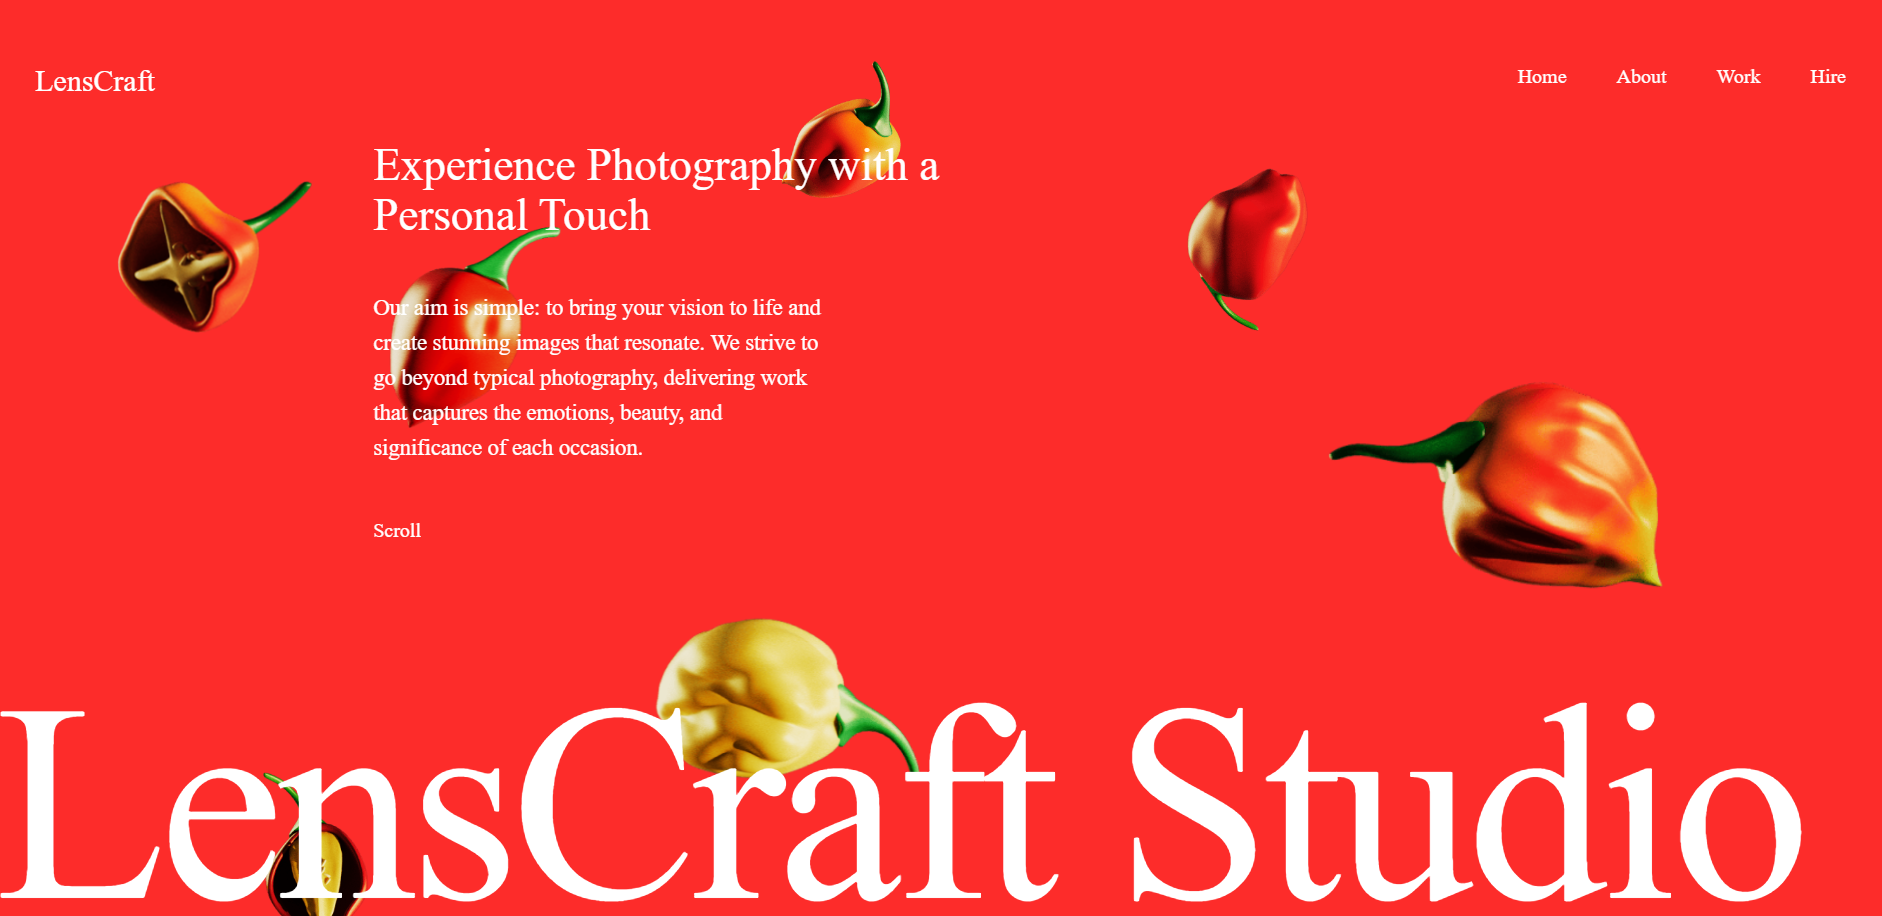 LensCraft
Home
About
Work
Hire
Experience Photography with a
Personal Touch
Our aim is simple: to bring your vision to life and
create stunning images that resonate. We strive to
go beyond typical photography, delivering work
that captures the emotions, beauty, and
significance of each occasion.
Scroll
LensCraft Studio